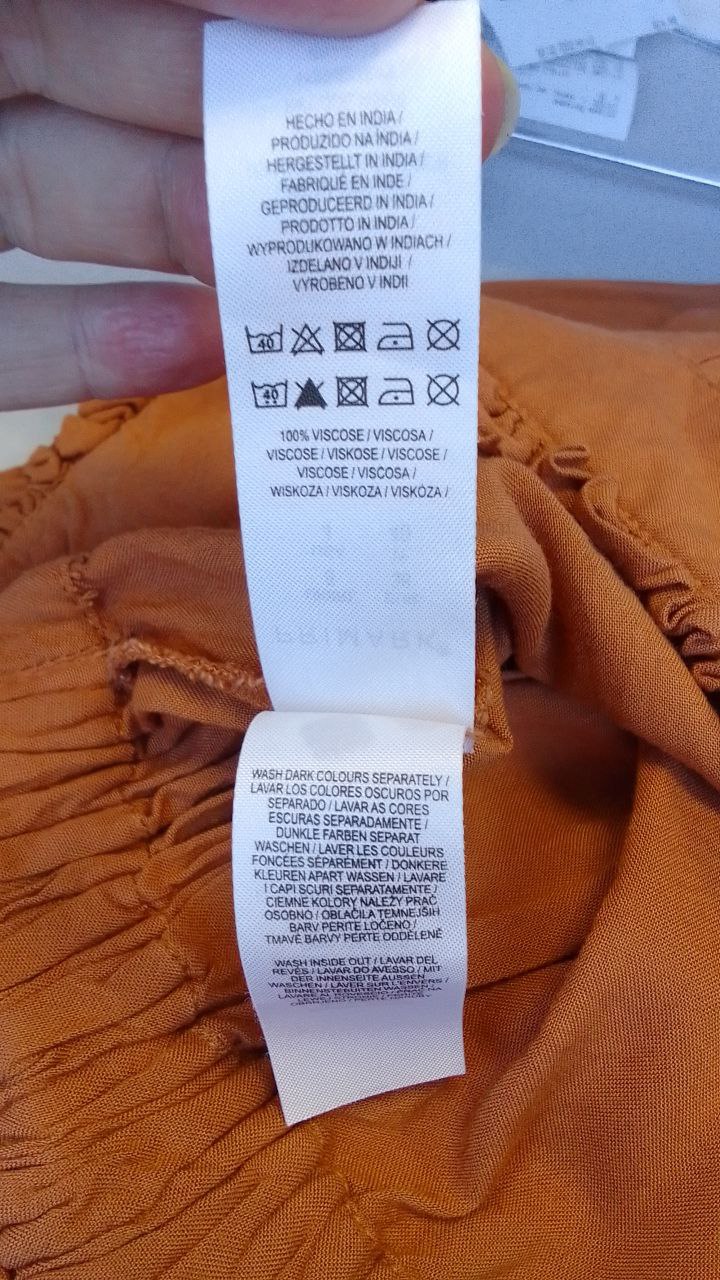 HECHO EN INDIA /
PRODUZIDO NA ÍNDIA /
HERGESTELLT IN INDIA /
FABRIQUÉ EN INDE /
GEPRODUCEERD IN INDIA /
PRODOTTO IN INDIA /
WYPRODUKOWANO W INDIACH /
IZDELANO V INDIJI /
VYROBENO V INDII
40
40
100% VISCOSE / VISCOSA /
VISCOSE / VISKOSE / VISCOSE /
VISCOSE / VISCOSA /
WISKOZA / VISKOZA / VISKÓZA /
PRIMARK
WASH DARK COLOURS SEPARATELY /
LAVAR LOS COLORES OSCUROS POR
SEPARADO / LAVAR AS CORES
ESCURAS SEPARADAMENTE /
DUNKLE FARBEN SEPARAT
WASCHEN / LAVER LES COULEURS
FONCÉES SÉPARÉMENT / DONKERE
KLEUREN APART WASSEN / LAVARE
I CAPI SCURI SEPARATAMENTE /
CIEMNE KOLORY NALEŻY PRAĆ
OSOBNO / OBLAČILA TEMNEJŠIH
BARV PERITE LOČENO /
TMAVÉ BARVY PERTE ODDĚLENĚ
WASH INSIDE OUT / LAVAR DEL
REVÉS / LAVAR DO AVESSO / MIT
DER INNENSEITE AUSSEN
WASCHEN / LAVER SUR L'ENVERS /
BINNENSTEBUITEN WASSEN /